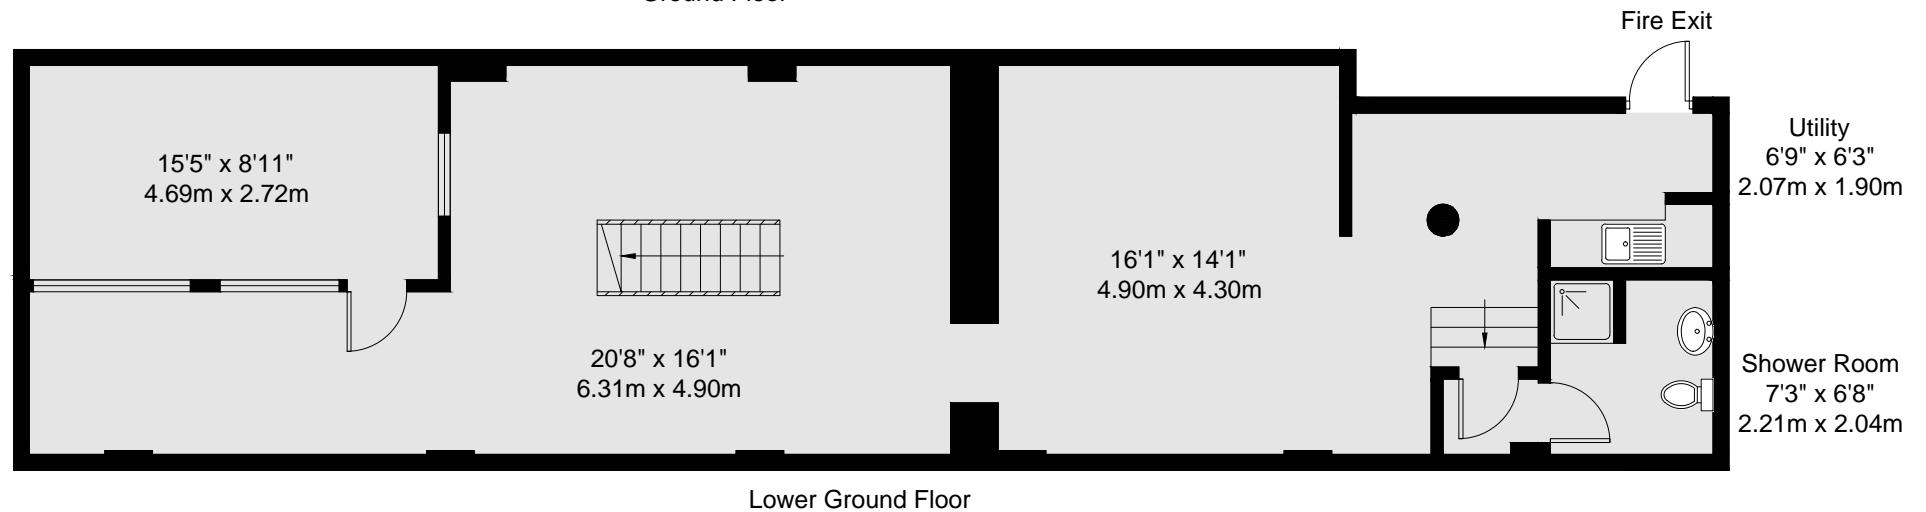 Ground Floor
Fire Exit
Utility
6'9" x 6'3"
2.07m x 1.90m
15'5" x 8'11"
4.69m x 2.72m
16'1" x 14'1"
4.90m x 4.30m
20'8" x 16'1"
6.31m x 4.90m
Shower Room
7'3" x 6'8"
2.21m x 2.04m
Lower Ground Floor